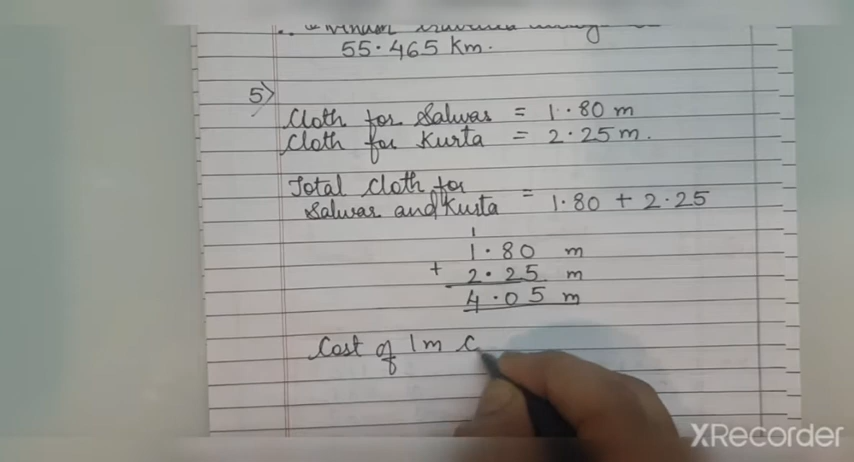 55.465 Km.
5)
Cloth for Salwar = 1.80 m
Cloth for Kurta = 2.25 m.
Total Cloth for
Salwar and Kurta = 1.80 + 2.25
1
1.80 m
+ 2.25 m
4.05 m
Cost of 1m C
XRecorder